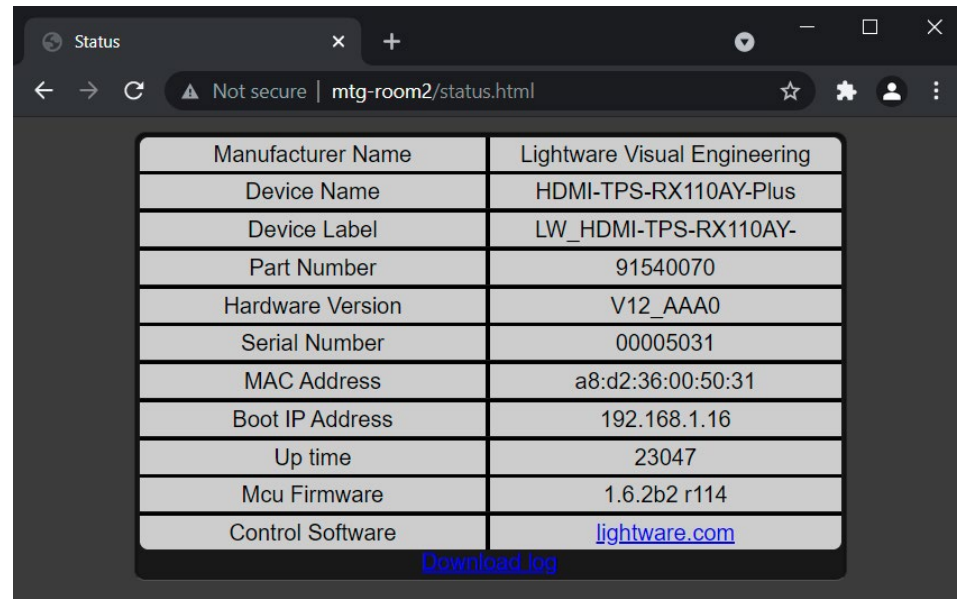 Status
Not secure | mtg-room2/status.html
Manufacturer Name Lightware Visual Engineering
Device Name HDMI-TPS-RX110AY-Plus
Device Label LW_HDMI-TPS-RX110AY-
Part Number 91540070
Hardware Version V12_AAA0
Serial Number 00005031
MAC Address a8:d2:36:00:50:31
Boot IP Address 192.168.1.16
Up time 23047
Mcu Firmware 1.6.2b2 r114
Control Software lightware.com
Download log